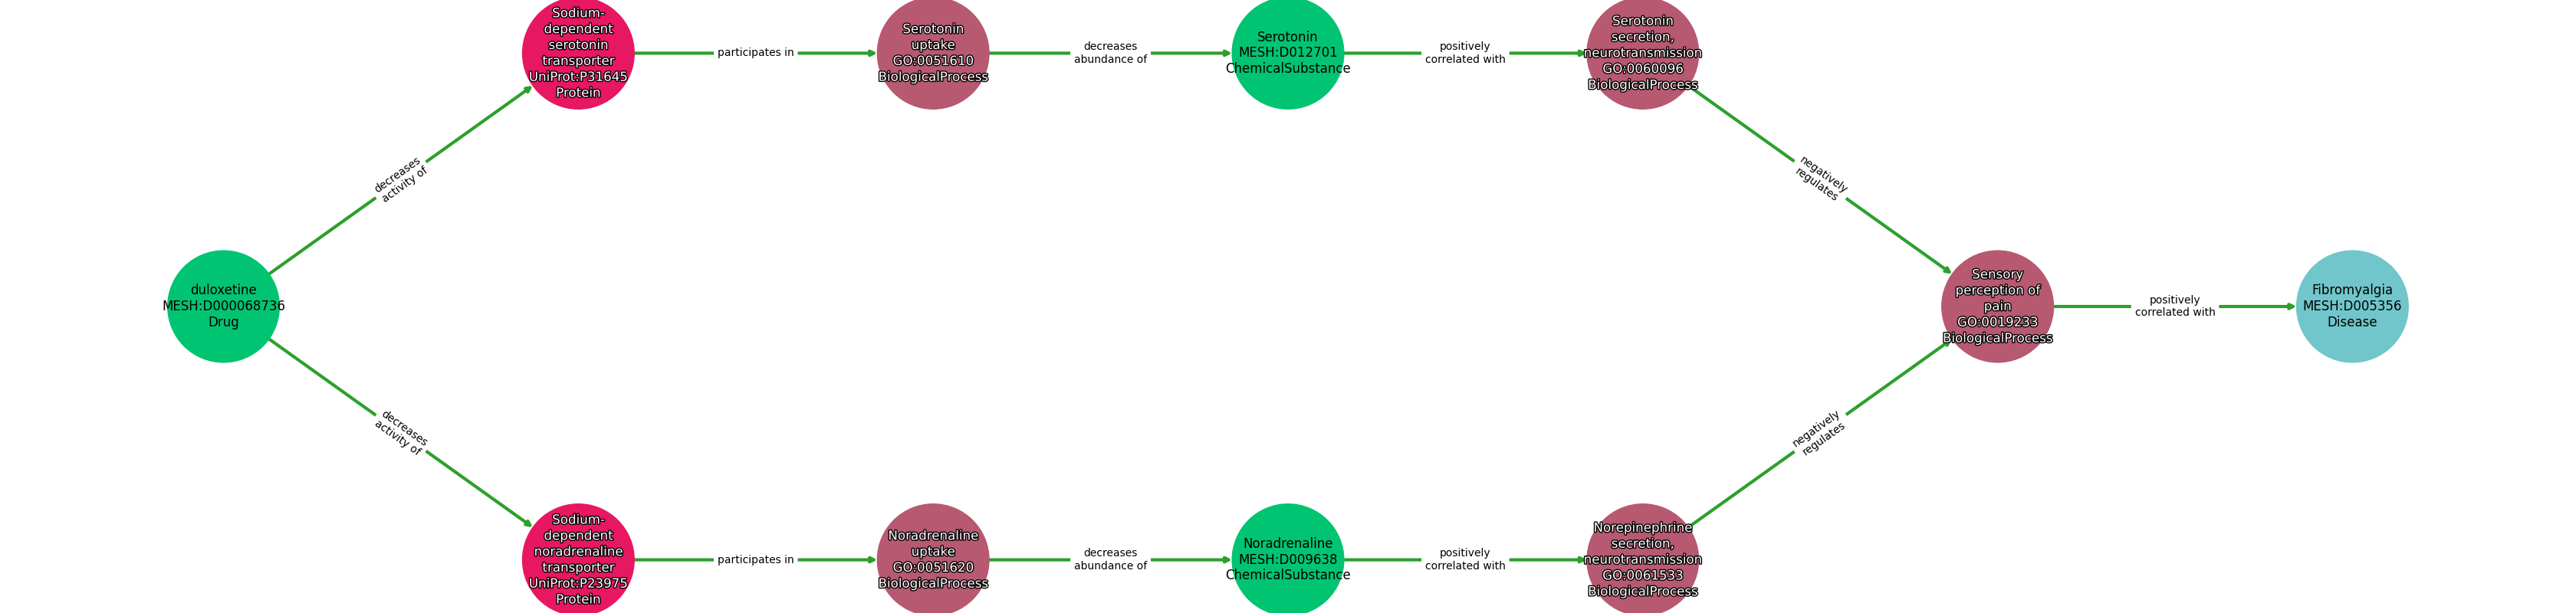 Sodium-
dependent
serotonin
transporter
UniProt:P31645
Protein
participates in
Serotonin
uptake
GO:0051610
BiologicalProcess
decreases
abundance of
Serotonin
MESH:D012701
ChemicalSubstance
positively
correlated with
Serotonin
secretion,
neurotransmission
GO:0060096
BiologicalProcess
decreases
activity of
negatively
regulates
duloxetine
MESH:D000068736
Drug
Sensory
perception of
pain
GO:0019233
BiologicalProcess
positively
correlated with
Fibromyalgia
MESH:D005356
Disease
decreases
activity of
negatively
regulates
Sodium-
dependent
noradrenaline
transporter
UniProt:P23975
Protein
participates in
Noradrenaline
uptake
GO:0051620
BiologicalProcess
decreases
abundance of
Noradrenaline
MESH:D009638
ChemicalSubstance
positively
correlated with
Norepinephrine
secretion,
neurotransmission
GO:0061533
BiologicalProcess